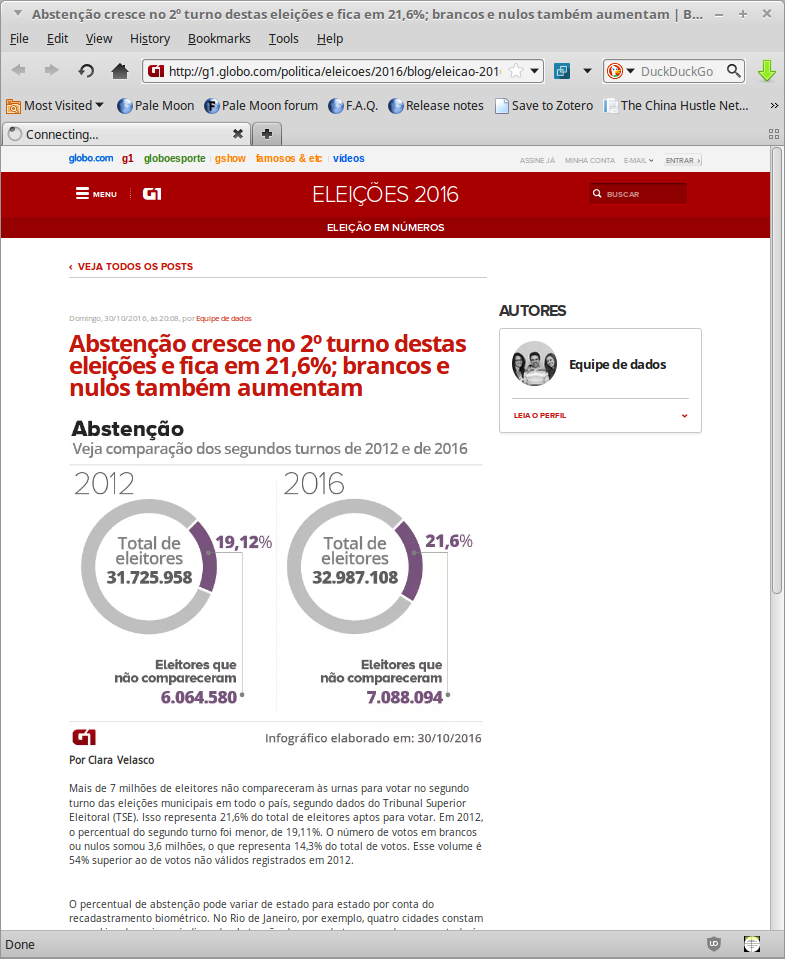 Abstenção cresce no 2º turno destas eleições e fica em 21,6%; brancos e nulos também aumentam | B...
File Edit View History Bookmarks Tools Help
G1 http://g1.globo.com/politica/eleicoes/2016/blog/eleicao-201 DuckDuckGo
Most Visited Pale Moon Pale Moon forum F.A.Q. Release notes Save to Zotero The China Hustle Net... »
Connecting...
globo.com g1 globoesporte gshow famosos & etc vídeos ASSINE JÁ MINHA CONTA E-MAIL ENTRAR ›
MENU G1 ELEIÇÕES 2016 BUSCAR
ELEIÇÃO EM NÚMEROS
‹ VEJA TODOS OS POSTS
Domingo, 30/10/2016, às 20:08, por Equipe de dados
Abstenção cresce no 2º turno destas
eleições e fica em 21,6%; brancos e
nulos também aumentam
AUTORES
Equipe de dados
LEIA O PERFIL
Abstenção
Veja comparação dos segundos turnos de 2012 e de 2016
2012
Total de
eleitores
31.725.958
19,12%
Eleitores que
não compareceram
6.064.580
2016
Total de
eleitores
32.987.108
21,6%
Eleitores que
não compareceram
7.088.094
G1 Infográfico elaborado em: 30/10/2016
Por Clara Velasco
Mais de 7 milhões de eleitores não compareceram às urnas para votar no segundo
turno das eleições municipais em todo o país, segundo dados do Tribunal Superior
Eleitoral (TSE). Isso representa 21,6% do total de eleitores aptos para votar. Em 2012,
o percentual do segundo turno foi menor, de 19,11%. O número de votos em brancos
ou nulos somou 3,6 milhões, o que representa 14,3% do total de votos. Esse volume é
54% superior ao de votos não válidos registrados em 2012.
O percentual de abstenção pode variar de estado para estado por conta do
recadastramento biométrico. No Rio de Janeiro, por exemplo, quatro cidades constam
Done